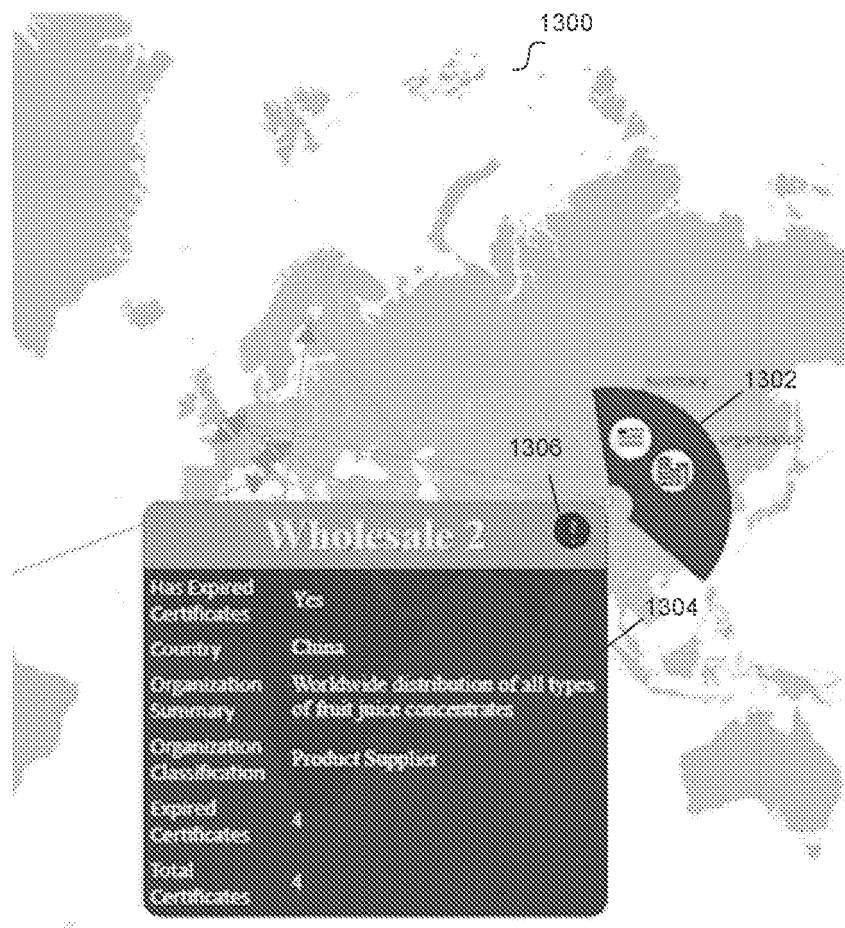 1300
1302
1306
Wholesale 2
Has Expired
Certificates
Yes
1304
Country
China
Organization
Summary
Worldwide distribution of all types
of fruit juice concentrates
Organization
Classification
Product Supplier
Expired
Certificates
4
Total
Certificates
4